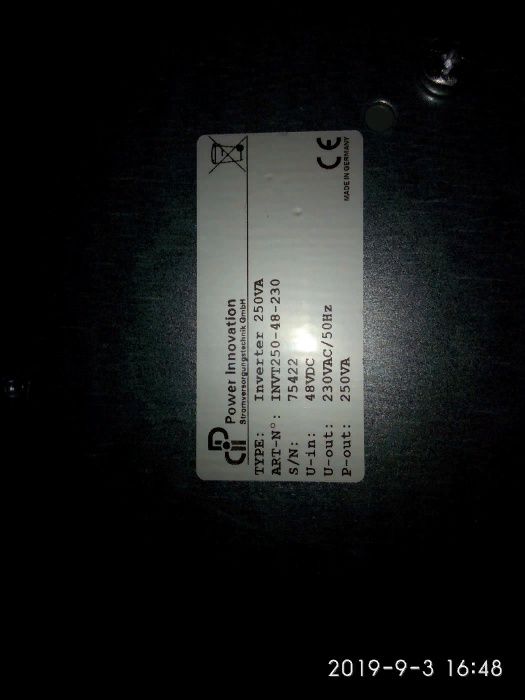 Power Innovation
Stromversorgungstechnik GmbH
TYPE: Inverter 250VA
ART-N°: INVT250-48-230
S/N: 75422
U-in: 48VDC
U-out: 230VAC/50Hz
P-out: 250VA
CE
MADE IN GERMANY
2019-9-3 16:48